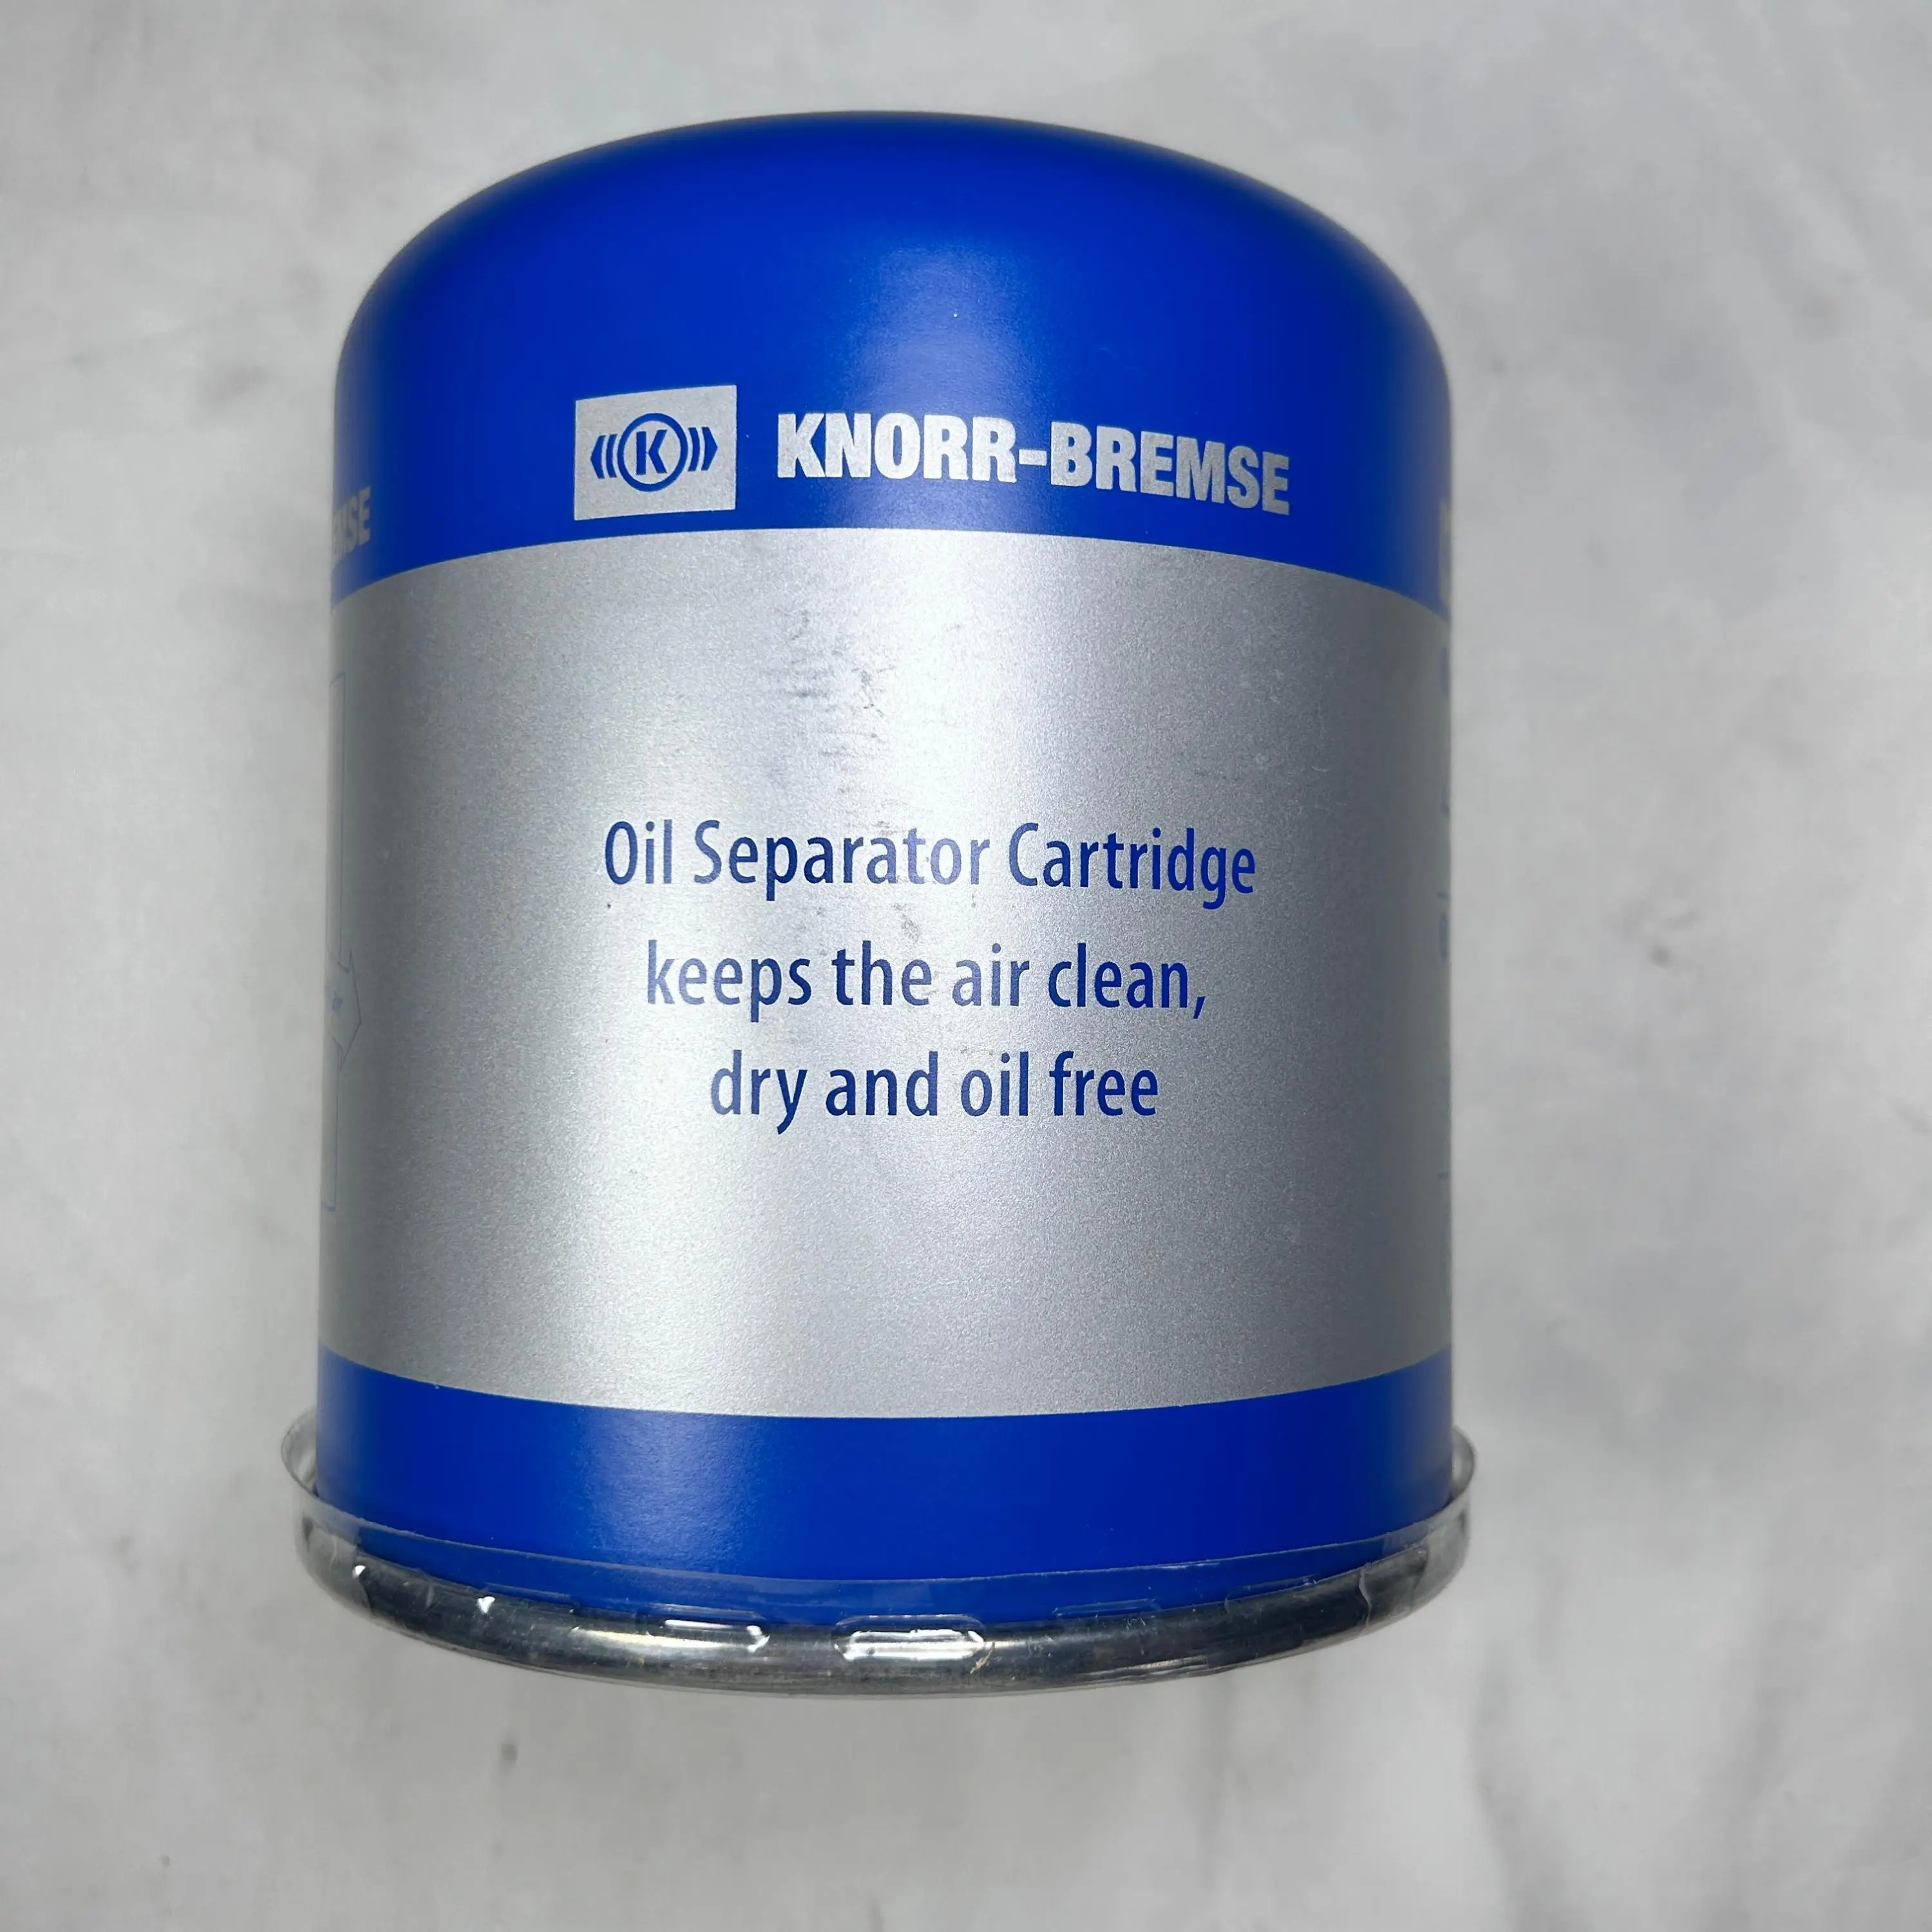 K KNORR-BREMSE
Oil Separator Cartridge
keeps the air clean,
dry and oil free